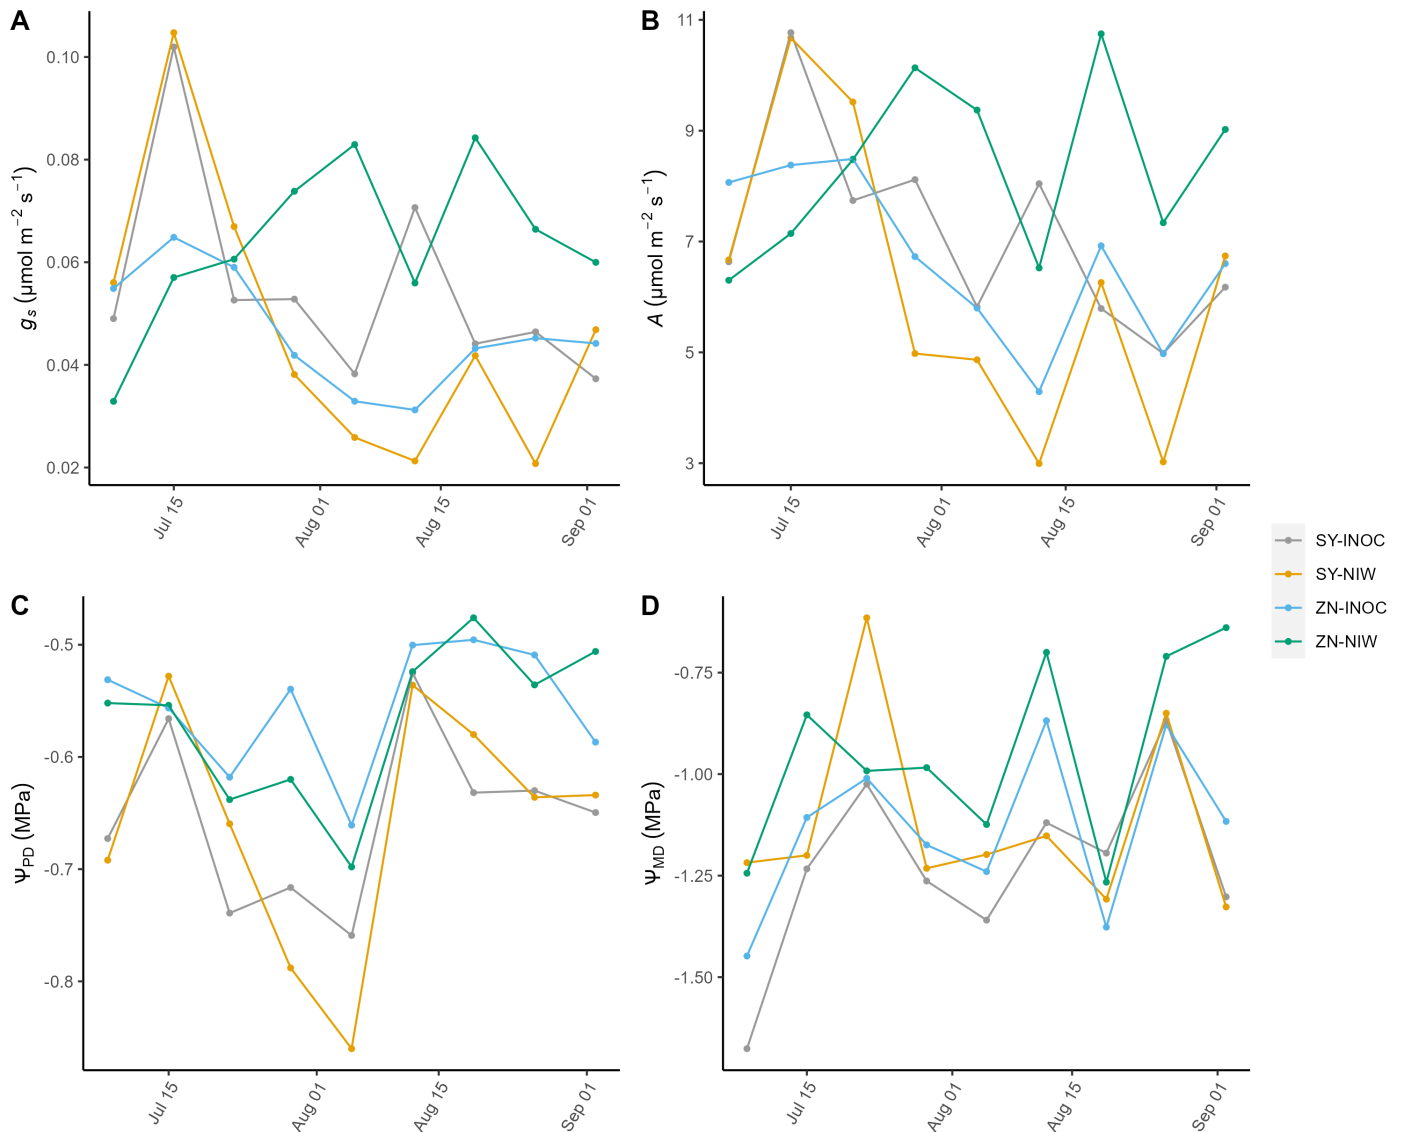 A
0.10
0.08
0.06
0.04
0.02
gs (μmol m−2 s−1)
Jul 15
Aug 01
Aug 15
Sep 01
B
11
9
7
5
3
A (μmol m−2 s−1)
Jul 15
Aug 01
Aug 15
Sep 01
SY-INOC
SY-NIW
ZN-INOC
ZN-NIW
C
-0.5
-0.6
-0.7
-0.8
ΨPD (MPa)
Jul 15
Aug 01
Aug 15
Sep 01
D
-0.75
-1.00
-1.25
-1.50
ΨMD (MPa)
Jul 15
Aug 01
Aug 15
Sep 01